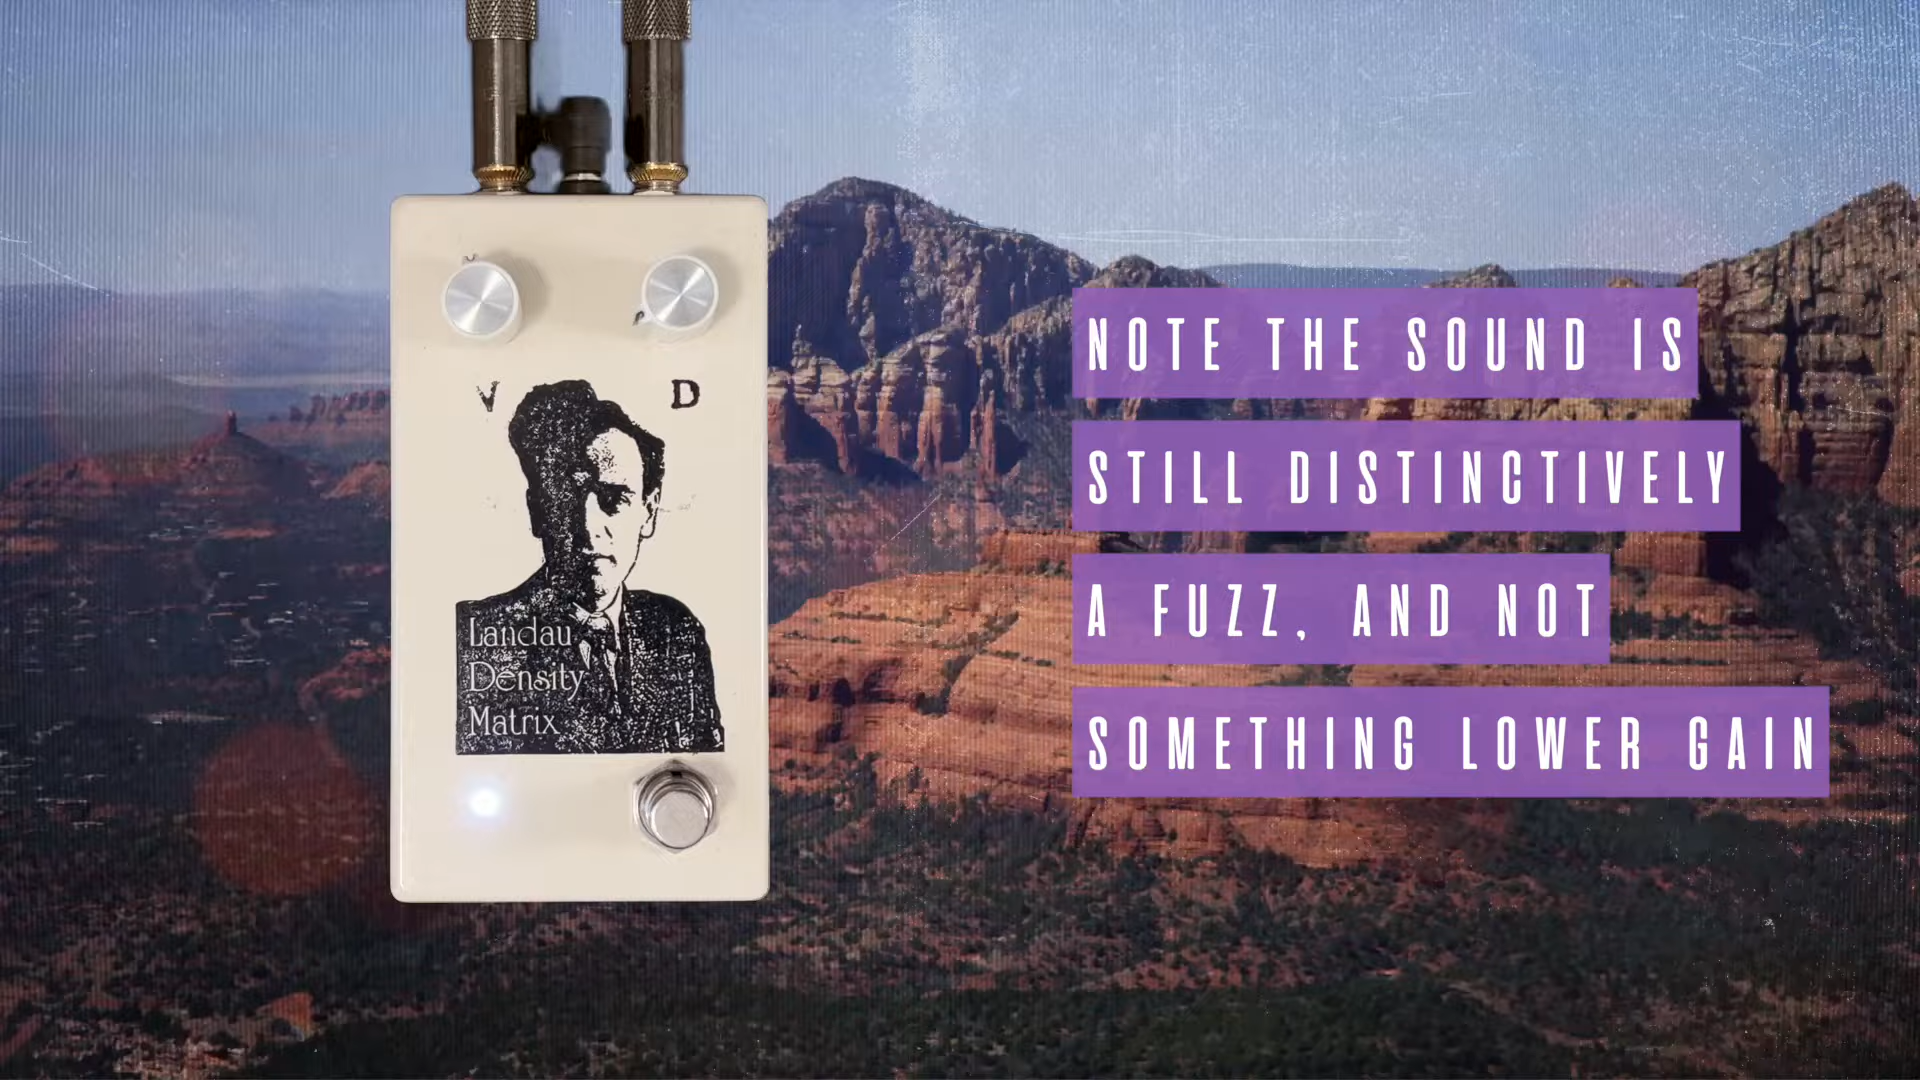 V D
Landau
Density
Matrix
NOTE THE SOUND IS
STILL DISTINCTIVELY
A FUZZ, AND NOT
SOMETHING LOWER GAIN